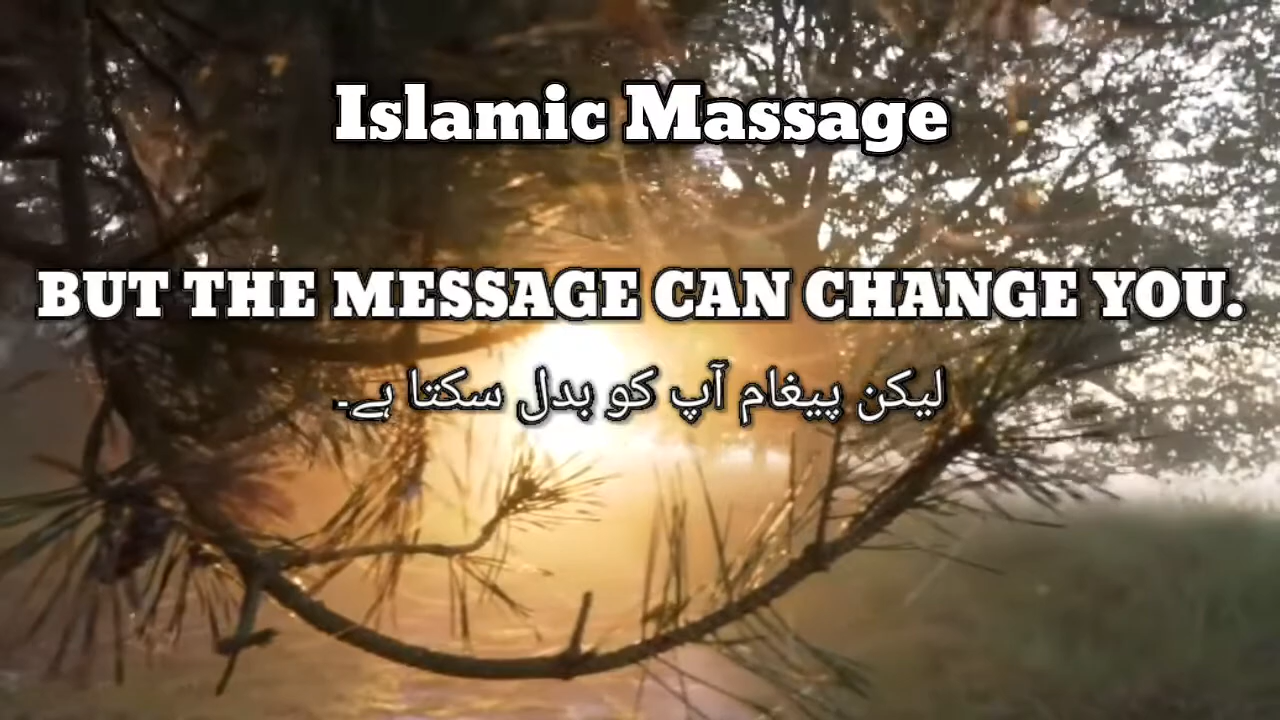 Islamic Massage
BUT THE MESSAGE CAN CHANGE YOU.
لیکن پیغام آپ کو بدل سکتا ہے۔